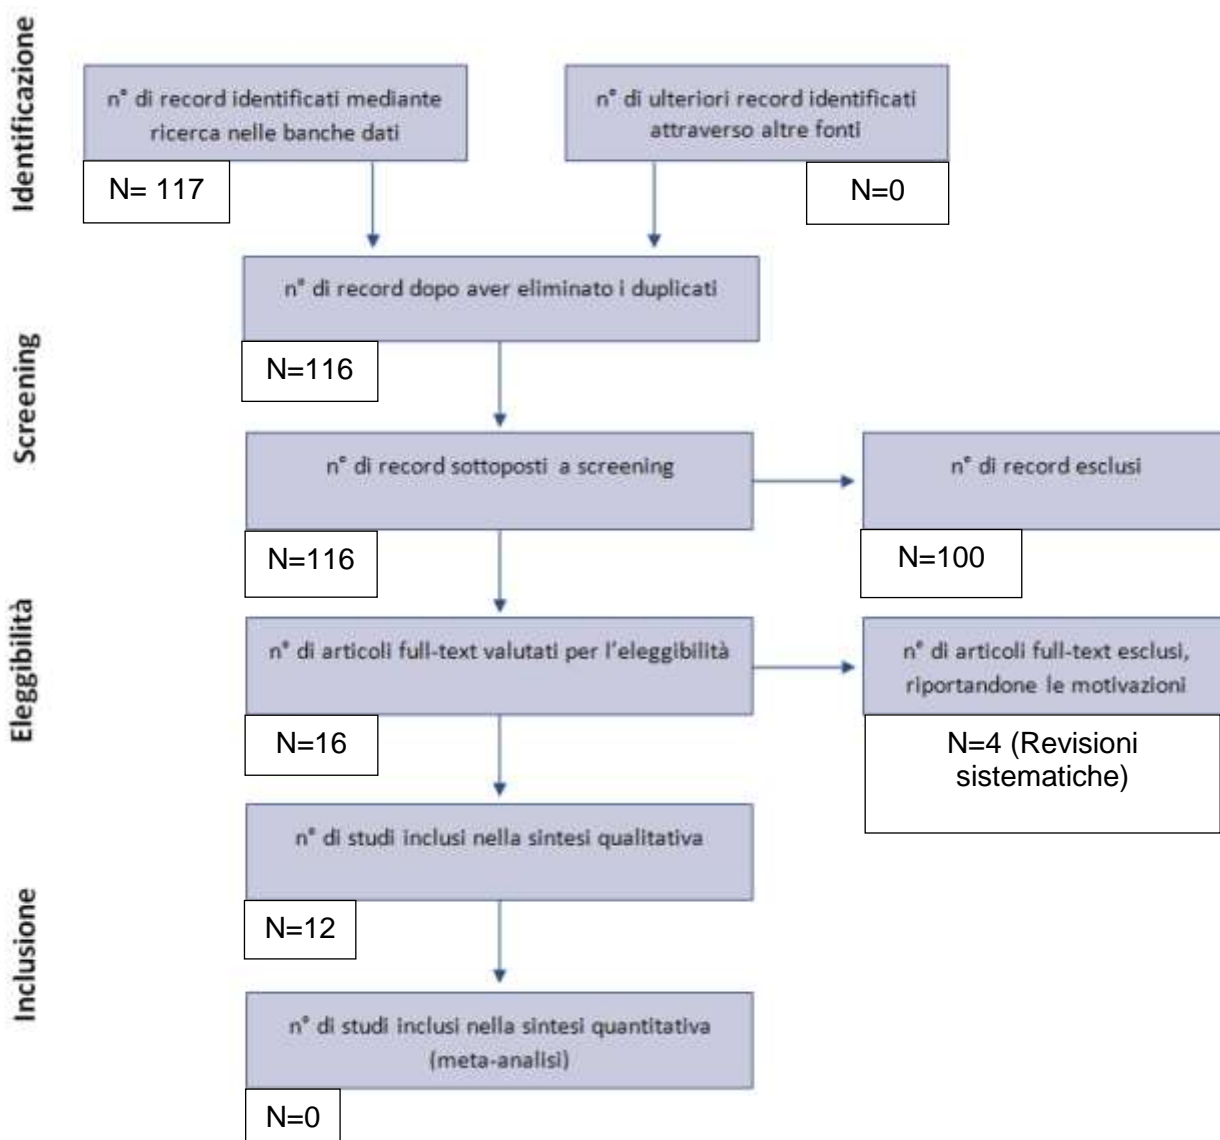 Identificazione
n° di record identificati mediante
ricerca nelle banche dati
N= 117
n° di ulteriori record identificati
attraverso altre fonti
N=0
n° di record dopo aver eliminato i duplicati
N=116
Screening
n° di record sottoposti a screening
N=116
n° di record esclusi
N=100
Eleggibilità
n° di articoli full-text valutati per l'eleggibilità
N=16
n° di articoli full-text esclusi,
riportandone le motivazioni
N=4 (Revisioni
sistematiche)
Inclusione
n° di studi inclusi nella sintesi qualitativa
N=12
n° di studi inclusi nella sintesi quantitativa
(meta-analisi)
N=0